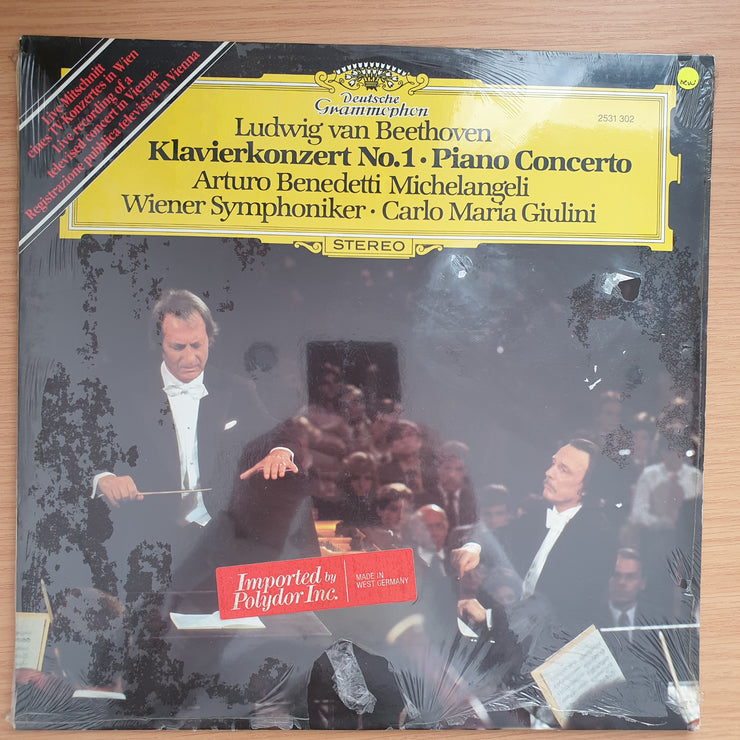 Live-Mitschnitt
eines TV-Konzertes in Wien
Live recording of a
televised concert in Vienna
Registrazione pubblica televisiva in Vienna
Deutsche
Grammophon
2531 302
new
Ludwig van Beethoven
Klavierkonzert No.1 · Piano Concerto
Arturo Benedetti Michelangeli
Wiener Symphoniker · Carlo Maria Giulini
STEREO
Imported by
Polydor Inc.
MADE IN
WEST GERMANY